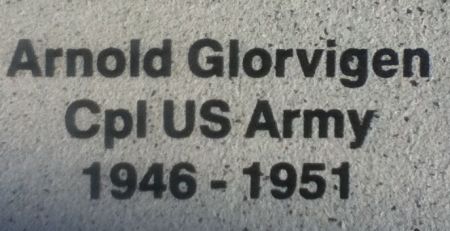 Arnold Glorvigen
Cpl US Army
1946 - 1951